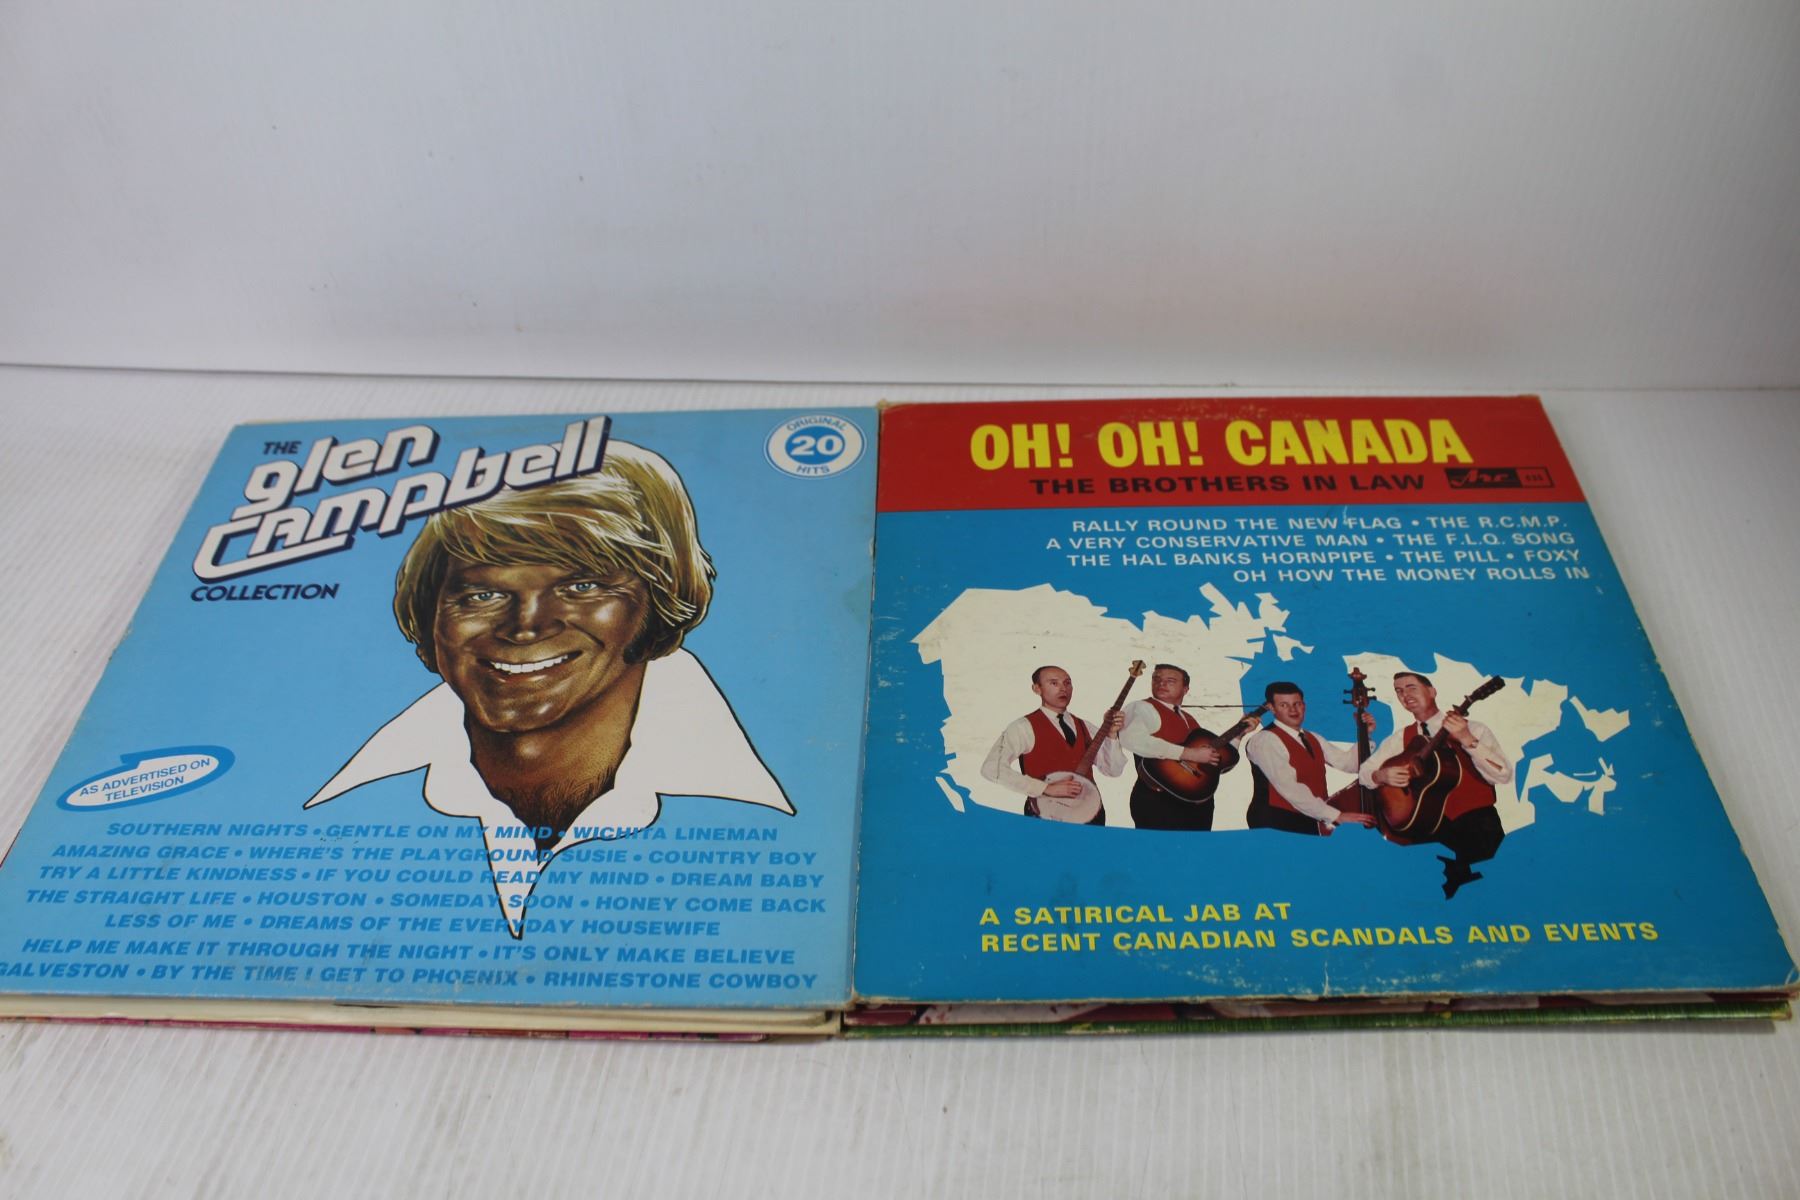 THE
glen
CAmpbell
COLLECTION
ORIGINAL
20
HITS
AS ADVERTISED ON
TELEVISION
SOUTHERN NIGHTS • GENTLE ON MY MIND • WICHITA LINEMAN
AMAZING GRACE • WHERE'S THE PLAYGROUND SUSIE • COUNTRY BOY
TRY A LITTLE KINDNESS • IF YOU COULD READ MY MIND • DREAM BABY
THE STRAIGHT LIFE • HOUSTON • SOMEDAY SOON • HONEY COME BACK
LESS OF ME • DREAMS OF THE EVERYDAY HOUSEWIFE
HELP ME MAKE IT THROUGH THE NIGHT • IT'S ONLY MAKE BELIEVE
GALVESTON • BY THE TIME I GET TO PHOENIX • RHINESTONE COWBOY
OH! OH! CANADA
THE BROTHERS IN LAW Arc
RALLY ROUND THE NEW FLAG • THE R.C.M.P.
A VERY CONSERVATIVE MAN • THE F.L.Q. SONG
THE HAL BANKS HORNPIPE • THE PILL • FOXY
OH HOW THE MONEY ROLLS IN
A SATIRICAL JAB AT
RECENT CANADIAN SCANDALS AND EVENTS